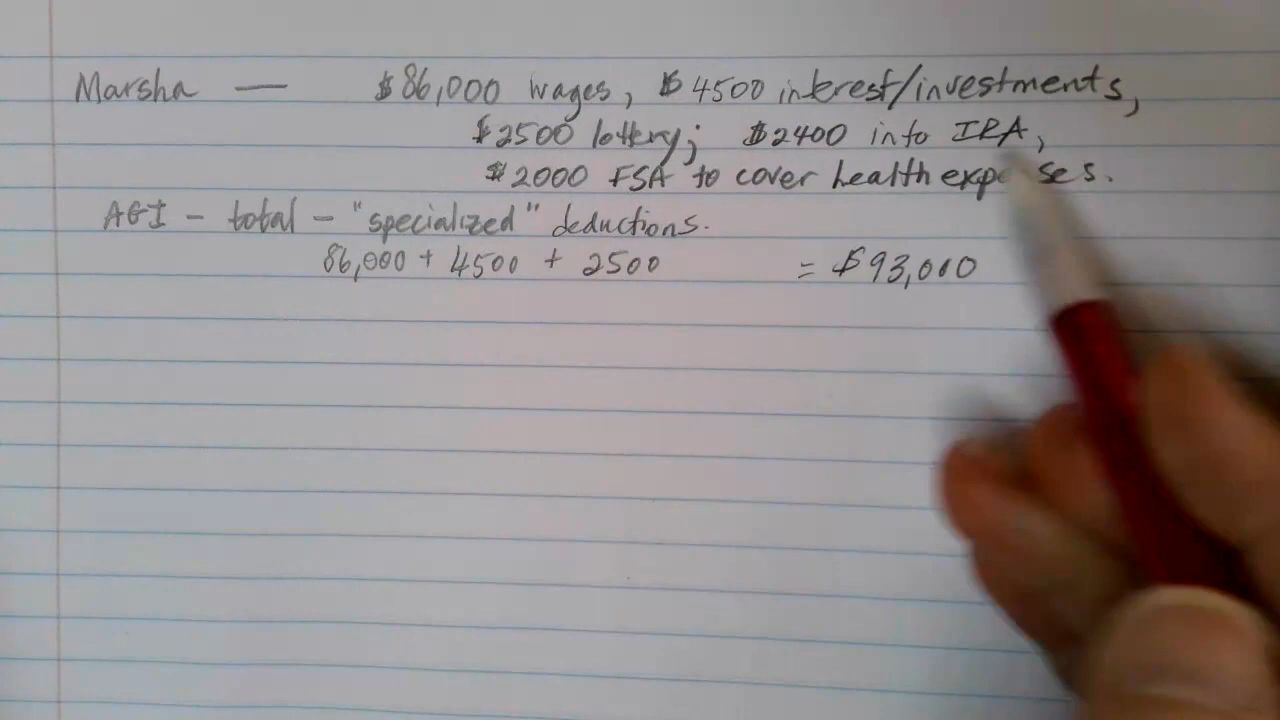 Marsha — $86,000 wages, $4500 interest/investments,
$2500 lottery; $2400 into IRA,
$2000 FSA to cover health expenses.
AGI - total - "specialized" deductions.
86,000 + 4500 + 2500 = $93,000